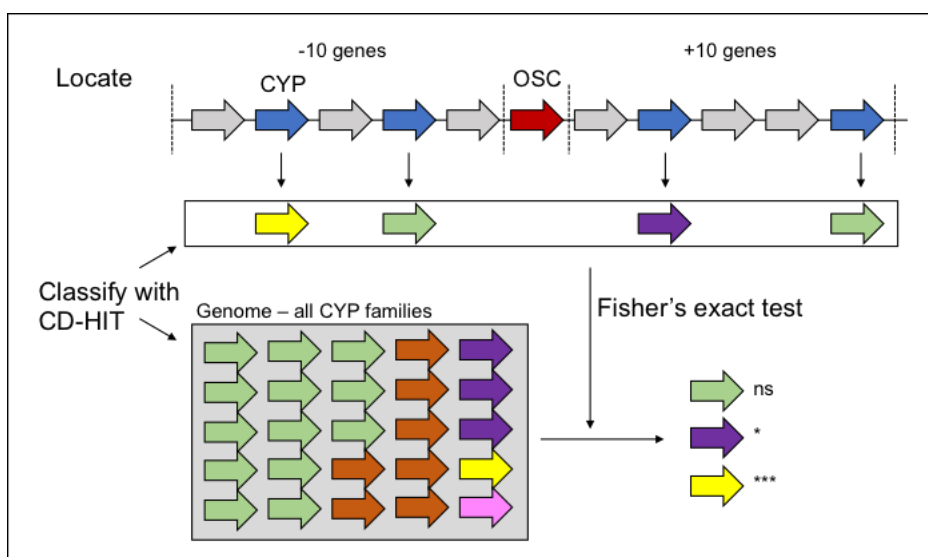 -10 genes
+10 genes
Locate
CYP
OSC
Classify with
CD-HIT
Genome – all CYP families
Fisher's exact test
ns
*
***